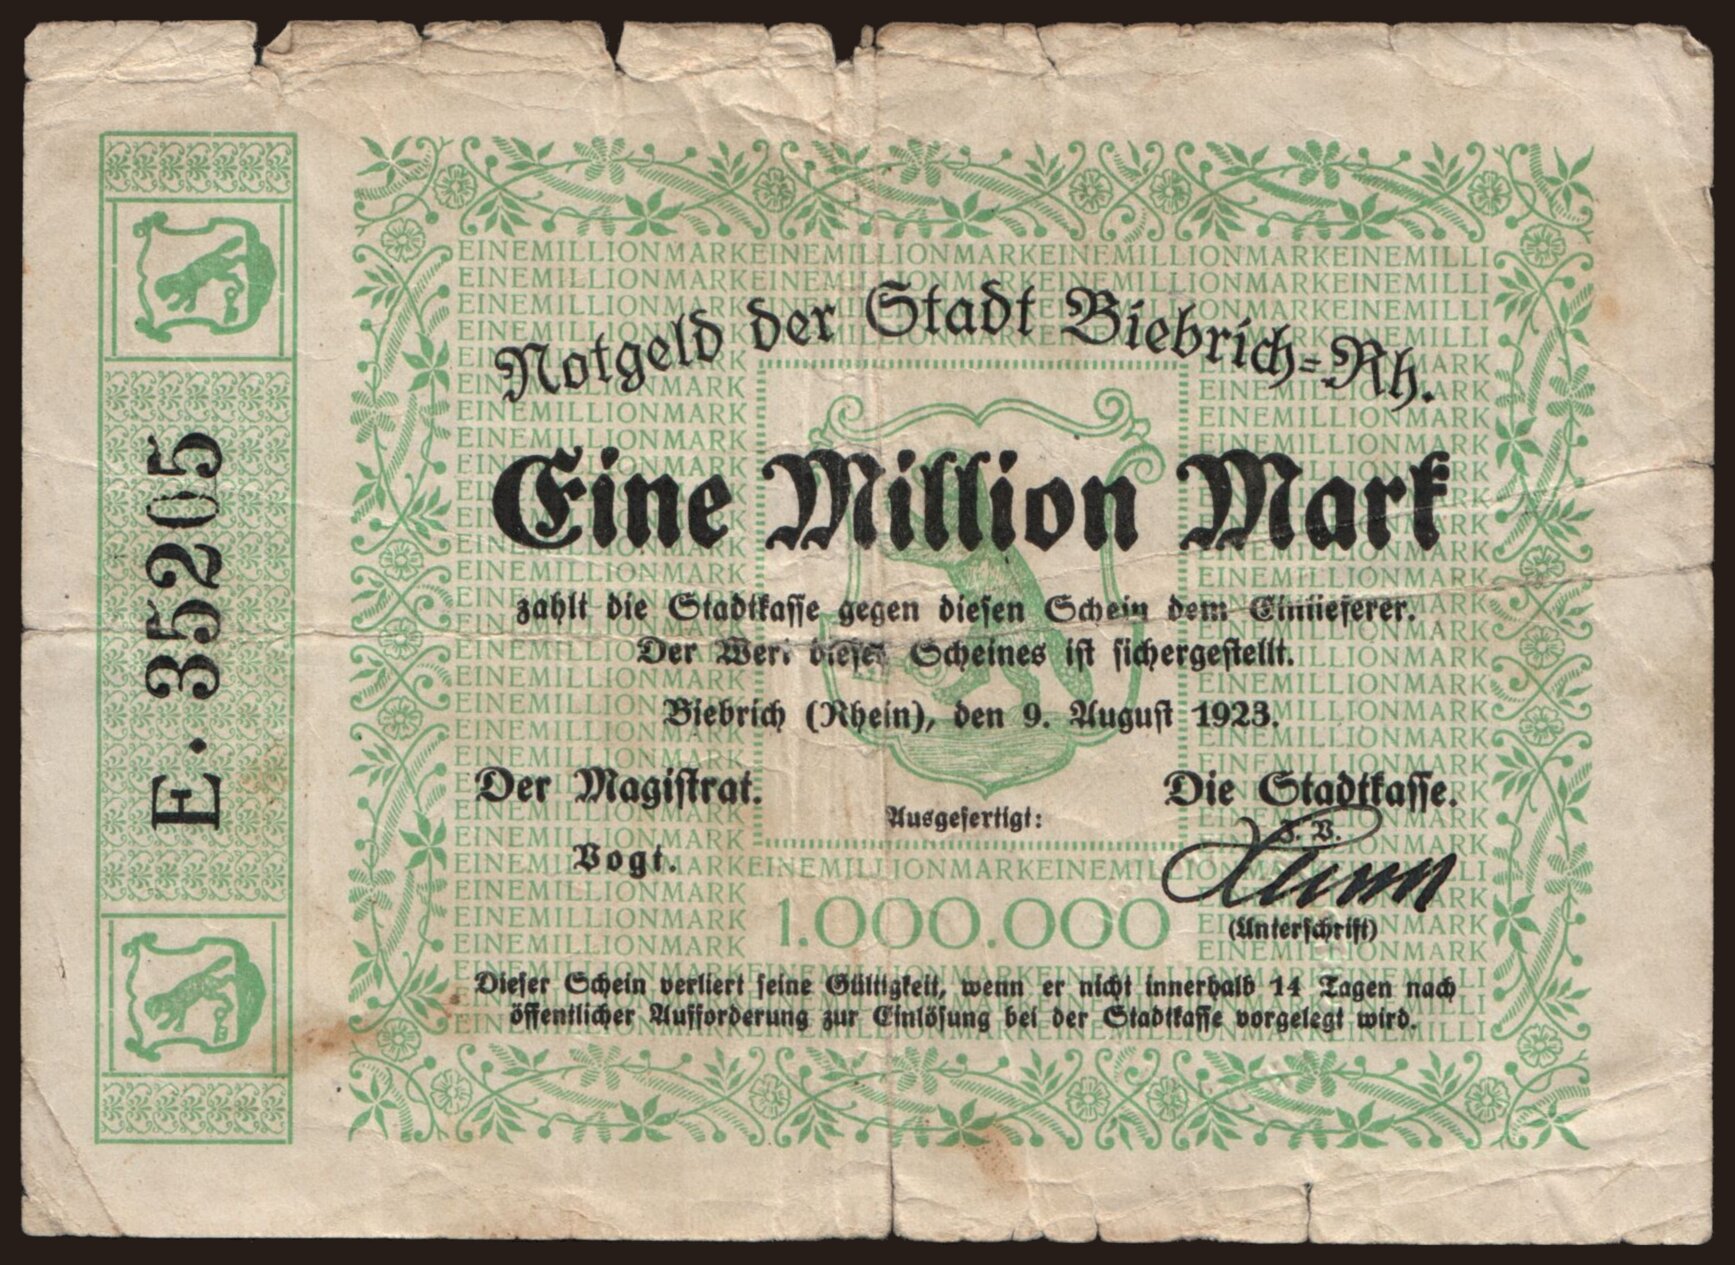 E. 35205
Notgeld der Stadt Biebrich=Rh.
Eine Million Mark
zahlt die Stadtkasse gegen diesen Schein dem Einlieferer.
Der Wert dieses Scheines ist sichergestellt.
Biebrich (Rhein), den 9. August 1923.
Der Magistrat.
Die Stadtkasse.
Ausgefertigt:
J. V.
Vogt.
1.000.000
(Unterschrift)
Dieser Schein verliert seine Gültigkeit, wenn er nicht innerhalb 14 Tagen nach
öffentlicher Aufforderung zur Einlösung bei der Stadtkasse vorgelegt wird.
EINEMILLIONMARKEINEMILLIONMARKEINEMILLIONMARKEINEMILLI